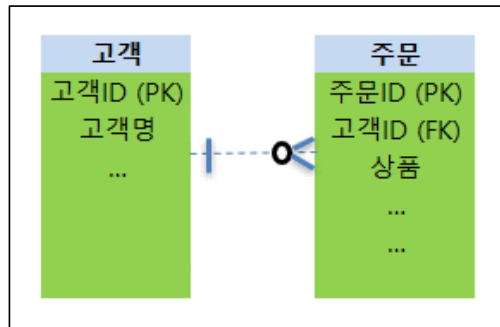 고객
고객ID (PK)
고객명
...
주문
주문ID (PK)
고객ID (FK)
상품
...
...